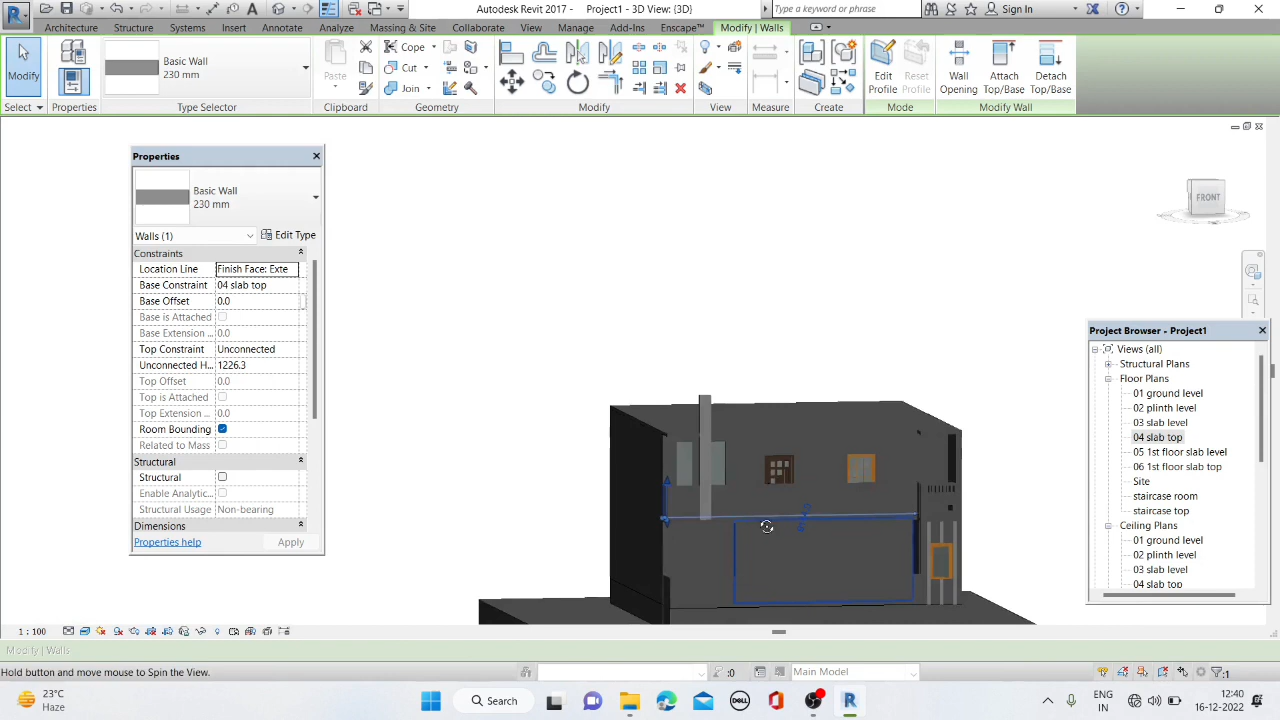 Autodesk Revit 2017 - Project1 - 3D View: {3D}
Type a keyword or phrase
Sign In
Architecture Structure Systems Insert Annotate Analyze Massing & Site Collaborate View Manage Add-Ins Escape™ Modify | Walls
Modify
Properties
Basic Wall
230 mm
Paste
Cope
Cut
Join
Edit Profile
Reset Profile
Wall Opening
Attach Top/Base
Detach Top/Base
Select Properties Type Selector Clipboard Geometry Modify View Measure Create Mode Modify Wall
Properties
Basic Wall
230 mm
Walls (1)
Edit Type
Constraints
Location Line Finish Face: Exte
Base Constraint 04 slab top
Base Offset 0.0
Base is Attached
Base Extension ... 0.0
Top Constraint Unconnected
Unconnected H... 1226.3
Top Offset 0.0
Top is Attached
Top Extension ... 0.0
Room Bounding
Related to Mass
Structural
Structural
Enable Analytic...
Structural Usage Non-bearing
Dimensions
Properties help
Apply
FRONT
Project Browser - Project1
Views (all)
Structural Plans
Floor Plans
01 ground level
02 plinth level
03 slab level
04 slab top
05 1st floor slab level
06 1st floor slab top
Site
staircase room
staircase top
Ceiling Plans
01 ground level
02 plinth level
03 slab level
04 slab top
1 : 100
Modify | Walls
Hold button and move mouse to Spin the View.
:0
Main Model
:1
23°C
Haze
Search
DELL
ENG
IN
12:40
16-12-2022